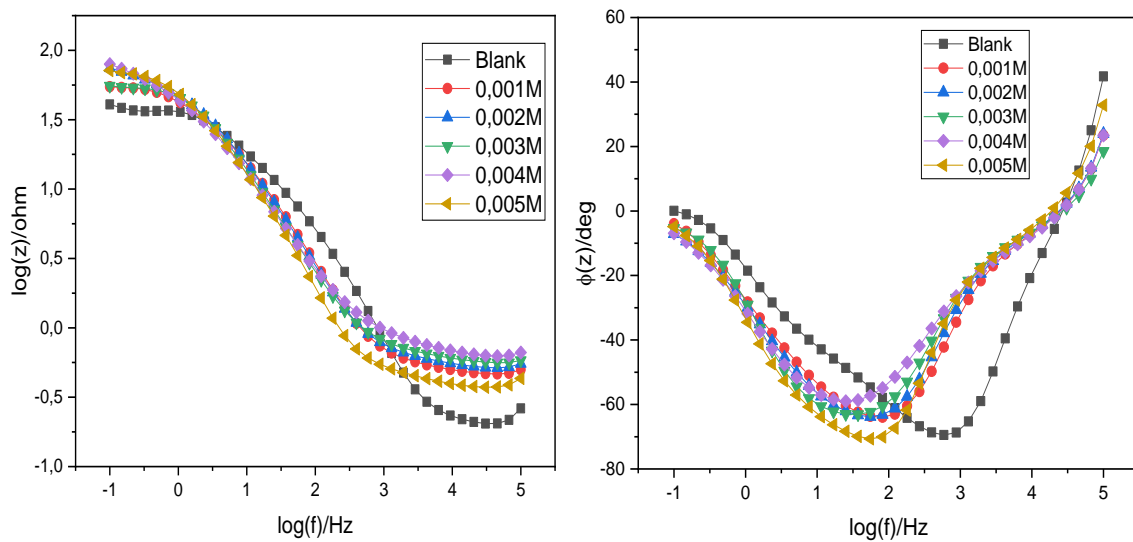 2,0
1,5
1,0
0,5
0,0
-0,5
-1,0
log(z)/ohm
-1
0
1
2
3
4
5
log(f)/Hz
Blank
0,001M
0,002M
0,003M
0,004M
0,005M
60
40
20
0
-20
-40
-60
-80
ϕ(z)/deg
-1
0
1
2
3
4
5
log(f)/Hz
Blank
0,001M
0,002M
0,003M
0,004M
0,005M